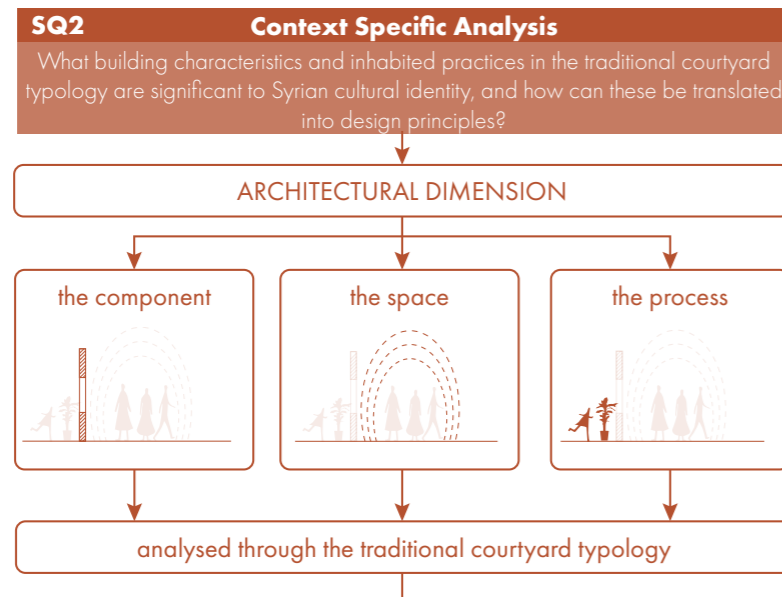 SQ2 Context Specific Analysis
What building characteristics and inhabited practices in the traditional courtyard
typology are significant to Syrian cultural identity, and how can these be translated
into design principles?
ARCHITECTURAL DIMENSION
the component
the space
the process
analysed through the traditional courtyard typology